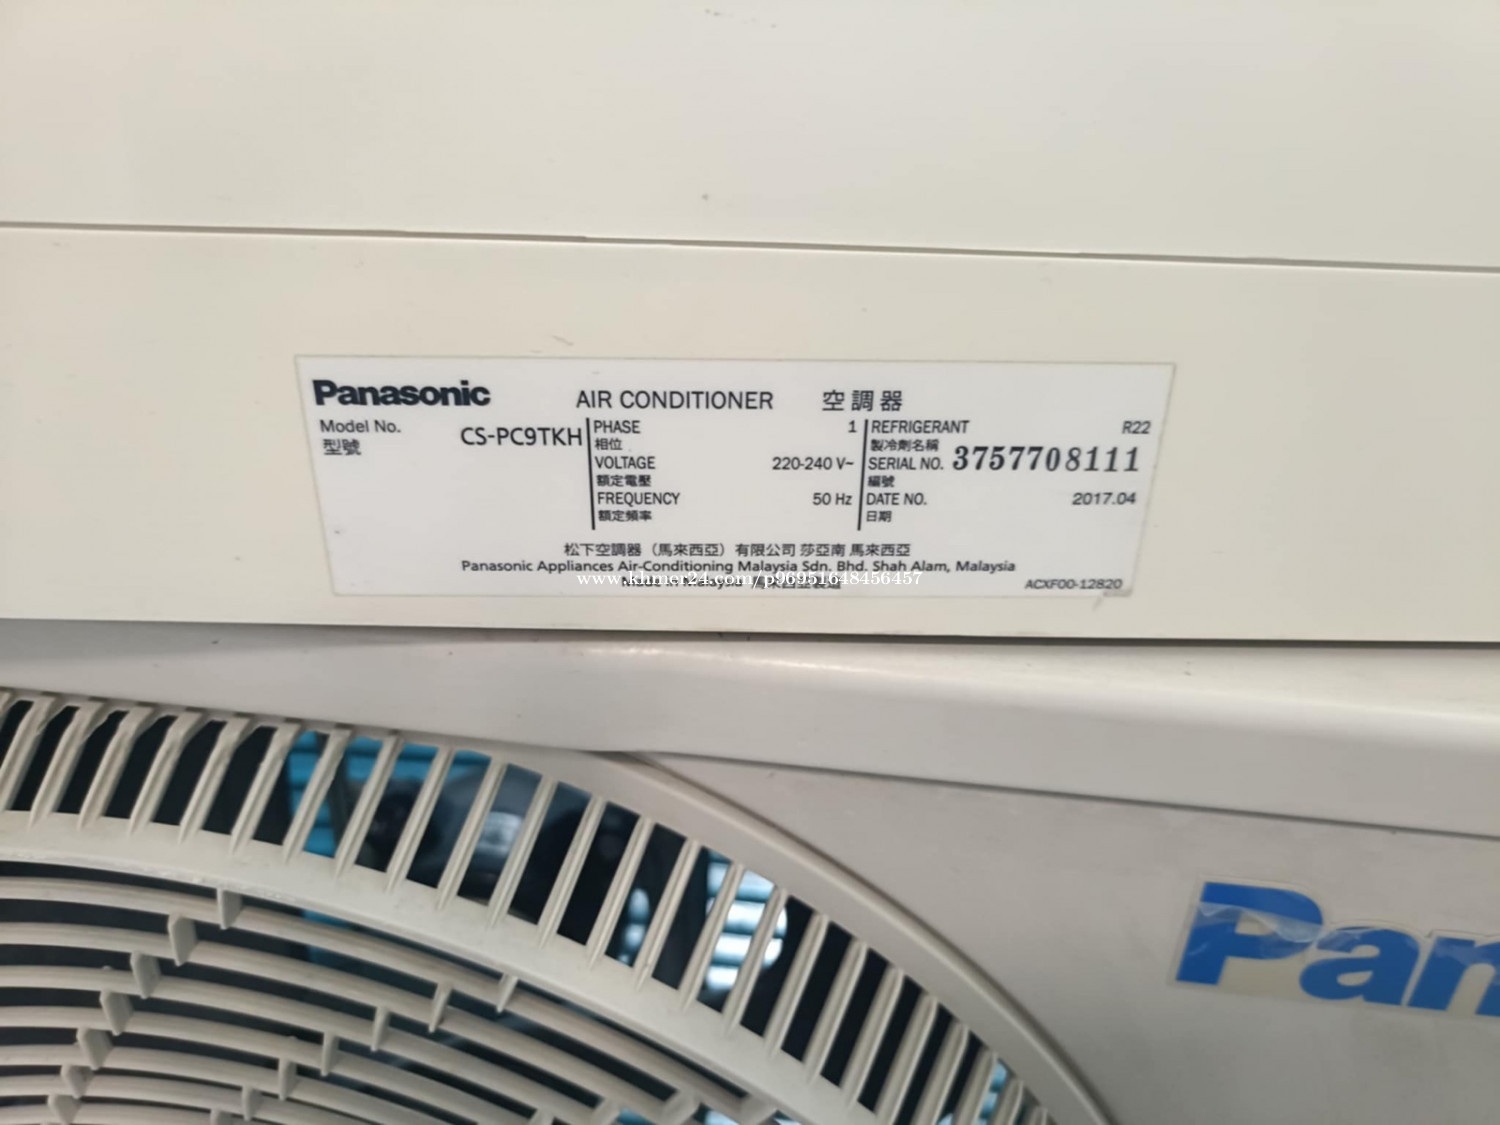 Panasonic AIR CONDITIONER 空調器
Model No. CS-PC9TKH
型號
PHASE 1
相位
VOLTAGE 220-240 V~
額定電壓
FREQUENCY 50 Hz
額定頻率
REFRIGERANT R22
製冷劑名稱
SERIAL NO. 3757708111
編號
DATE NO. 2017.04
日期
松下空調器（馬來西亞）有限公司 莎亞南 馬來西亞
Panasonic Appliances Air-Conditioning Malaysia Sdn. Bhd. Shah Alam, Malaysia
www.khmer24.com/p96951648456457
ACXF00-12820
Pan